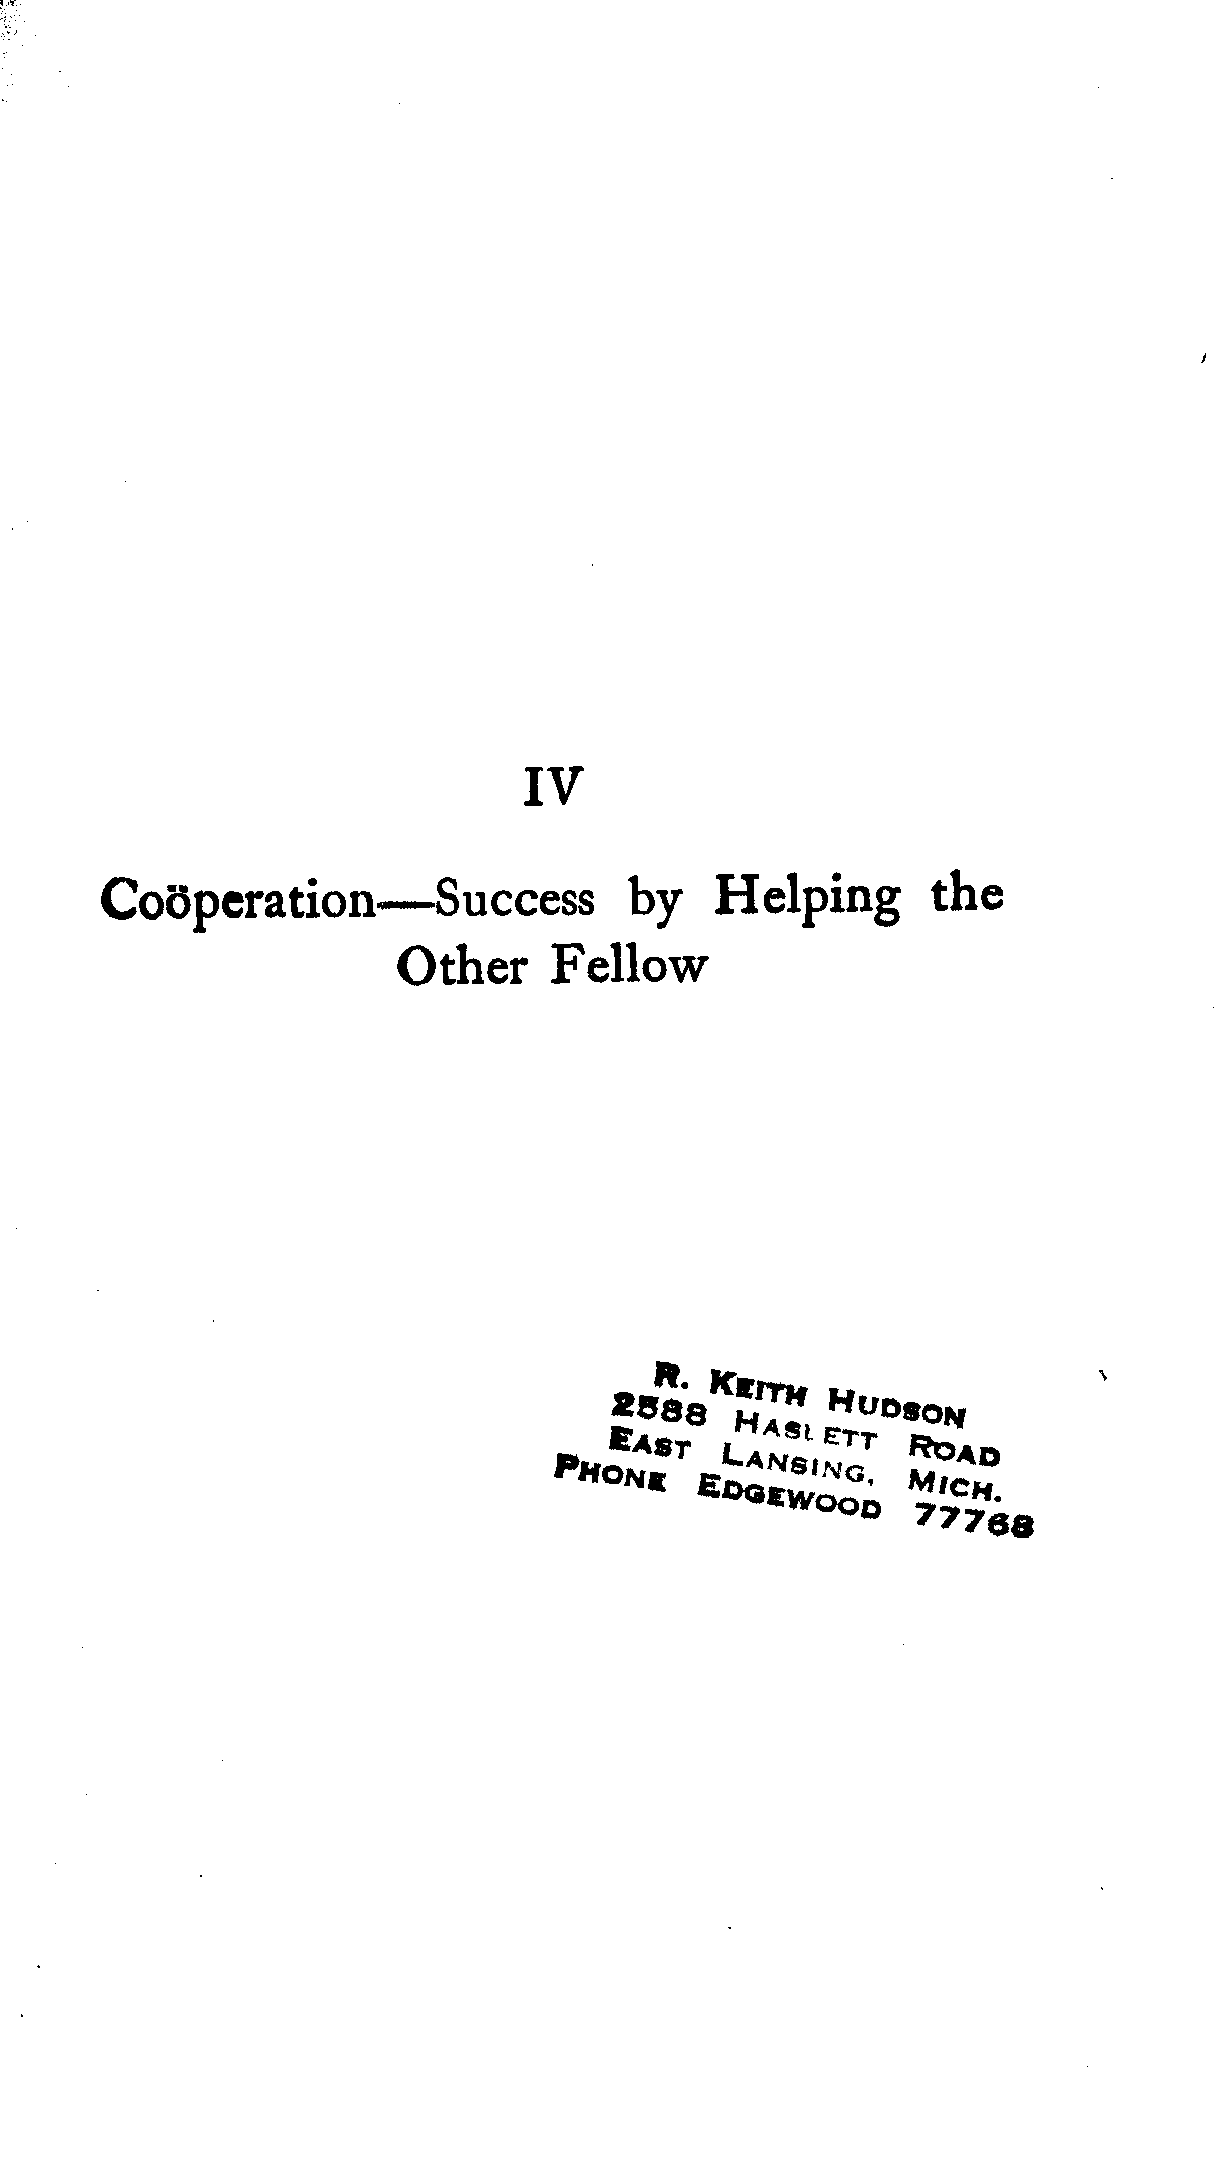 IV
Coöperation—Success by Helping the
Other Fellow
R. KEITH HUDSON
2588 HASLETT ROAD
EAST LANSING, MICH.
PHONE EDGEWOOD 77768